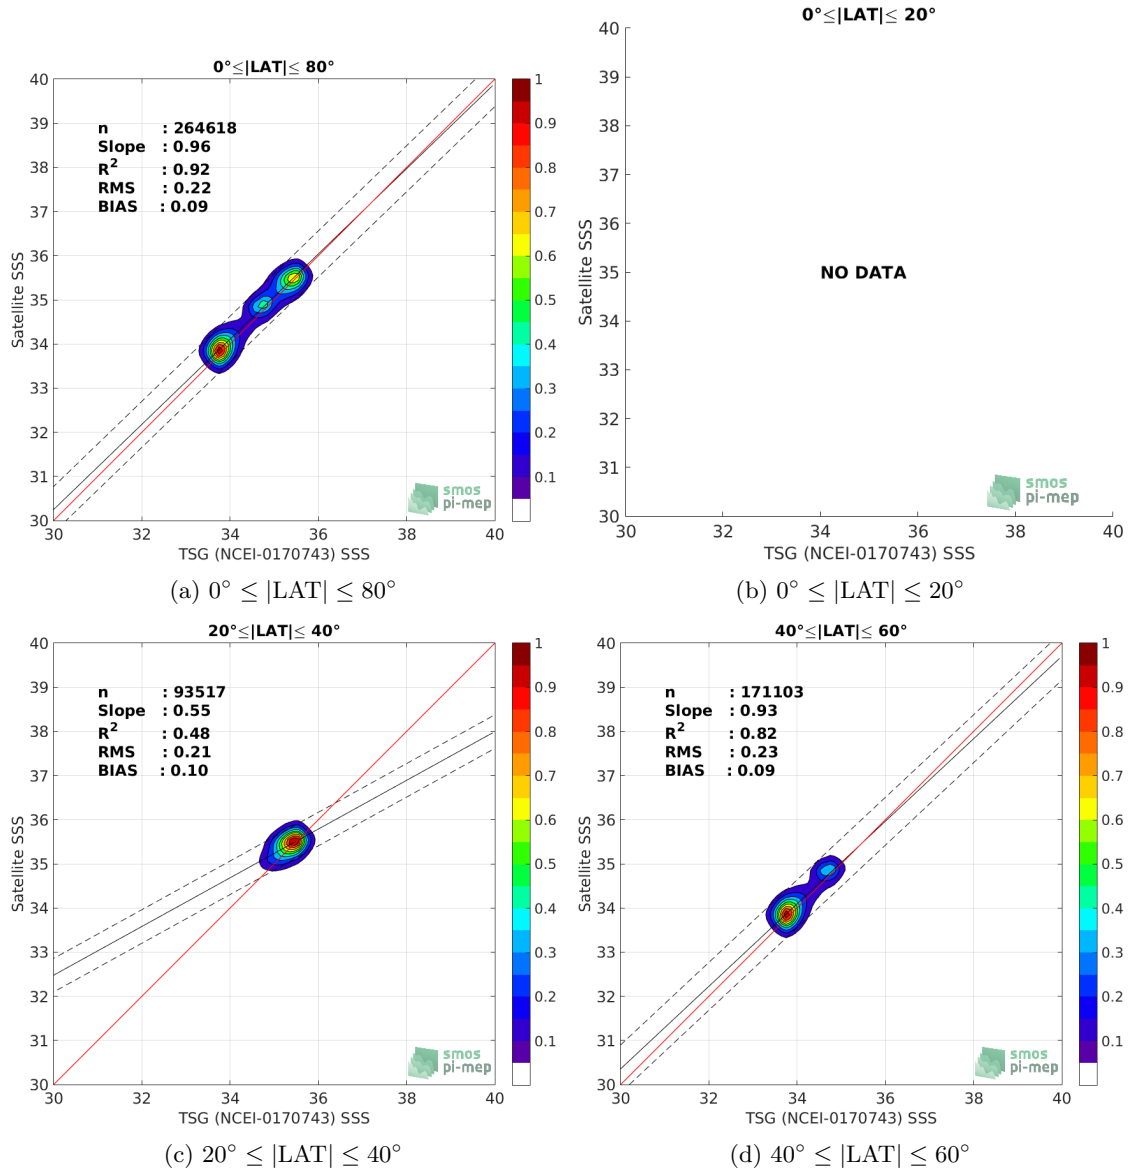 0°≤|LAT|≤ 80°
40
39
38
37
36
35
34
33
32
31
30
Satellite SSS
n : 264618
Slope : 0.96
R² : 0.92
RMS : 0.22
BIAS : 0.09
smos
pi-mep
30 32 34 36 38 40
TSG (NCEI-0170743) SSS
1
0.9
0.8
0.7
0.6
0.5
0.4
0.3
0.2
0.1
(a) 0° ≤ |LAT| ≤ 80°
0°≤|LAT|≤ 20°
40
39
38
37
36
35
34
33
32
31
30
Satellite SSS
NO DATA
smos
pi-mep
30 32 34 36 38 40
TSG (NCEI-0170743) SSS
(b) 0° ≤ |LAT| ≤ 20°
20°≤|LAT|≤ 40°
40
39
38
37
36
35
34
33
32
31
30
Satellite SSS
n : 93517
Slope : 0.55
R² : 0.48
RMS : 0.21
BIAS : 0.10
smos
pi-mep
30 32 34 36 38 40
TSG (NCEI-0170743) SSS
1
0.9
0.8
0.7
0.6
0.5
0.4
0.3
0.2
0.1
(c) 20° ≤ |LAT| ≤ 40°
40°≤|LAT|≤ 60°
40
39
38
37
36
35
34
33
32
31
30
Satellite SSS
n : 171103
Slope : 0.93
R² : 0.82
RMS : 0.23
BIAS : 0.09
smos
pi-mep
30 32 34 36 38 40
TSG (NCEI-0170743) SSS
1
0.9
0.8
0.7
0.6
0.5
0.4
0.3
0.2
0.1
(d) 40° ≤ |LAT| ≤ 60°